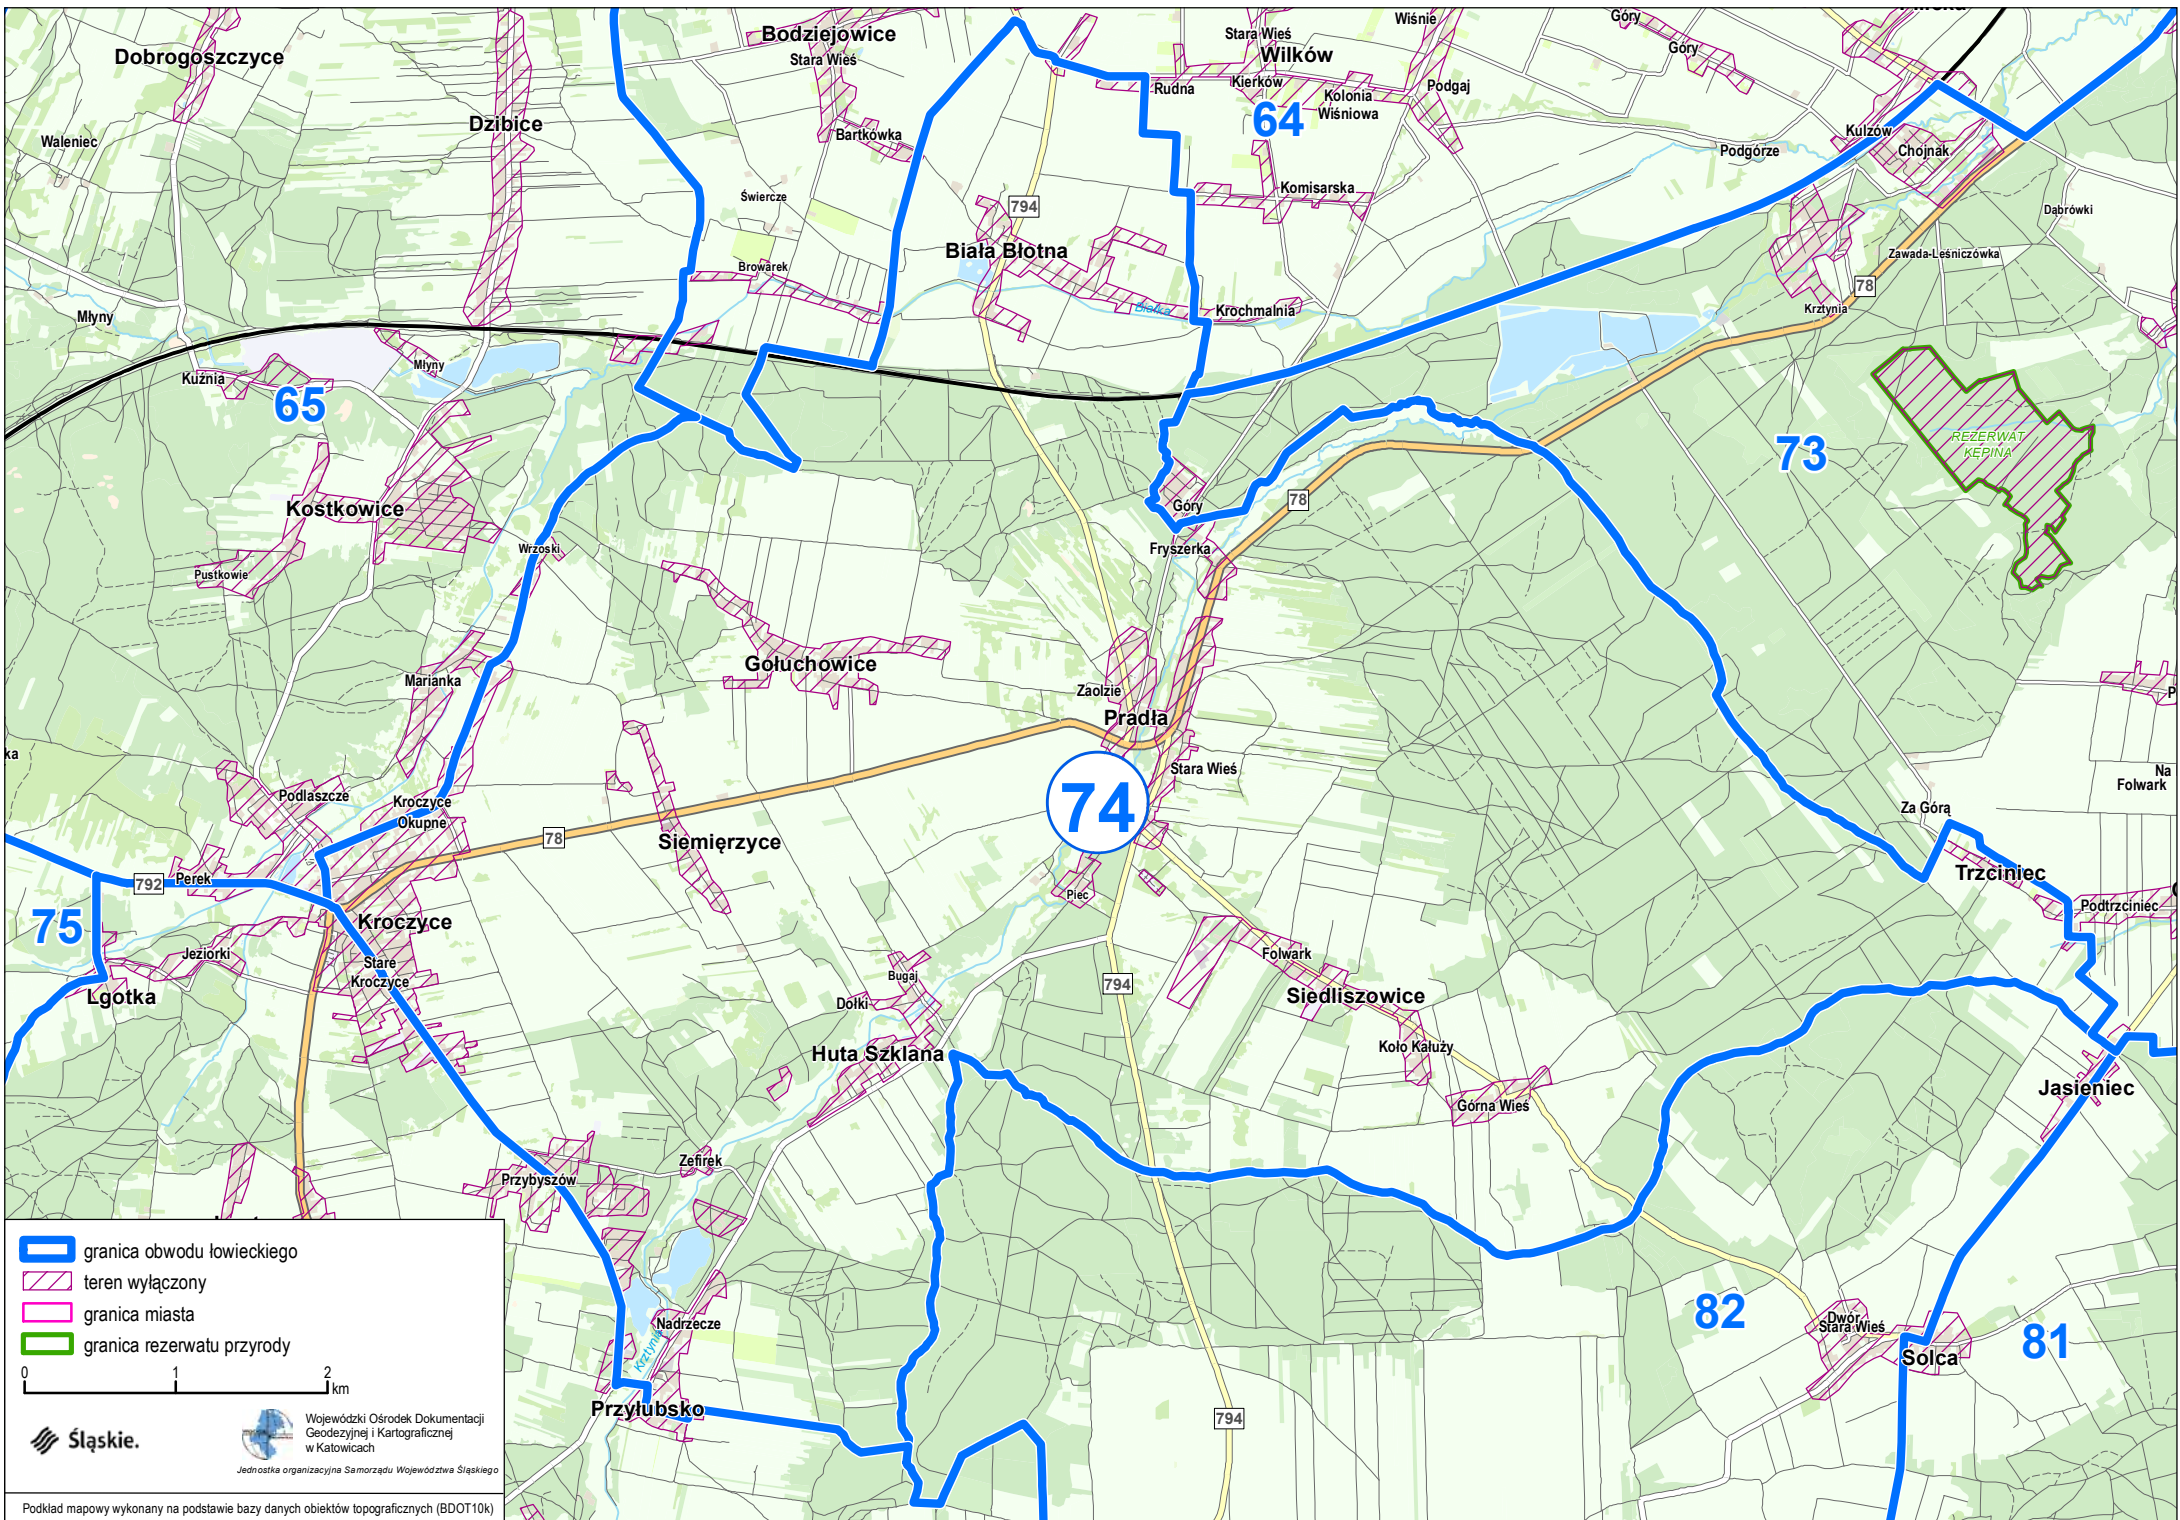 Dobrogoszczyce
Bodziejowice
Stara Wieś
Stara Wieś
Wilków
Wiśnie
Góry
Góry
Kierków
Rudna
Kolonia
Wiśniowa
Podgaj
64
Waleniec
Dzibice
Bartkówka
Kulzów
Chojnak
Podgórze
Świercze
794
Komisarska
Dąbrówki
Biała Błotna
Browarek
Zawada-Leśniczówka
78
Młyny
Białka
Krochmalnia
Krztynia
Młyny
Kuźnia
65
REZERWAT
KĘPINA
73
Kostkowice
78
Góry
Wrzoski
Fryszerka
Pustkowie
Gołuchowice
Marianka
Zaolzie
Pradła
ka
Stara Wieś
Na
Folwark
Podlaszcze
Kroczyce
Okupne
74
Za Górą
78
Siemięrzyce
Trzciniec
792
Perek
Piec
Podtrzciniec
75
Kroczyce
Jeziorki
Stare
Kroczyce
Folwark
Bugaj
794
Lgotka
Dołki
Siedliszowice
Huta Szklana
Koło Kałuży
Jasieniec
Górna Wieś
Zefirek
Przybyszów
82
Dwór
Stara Wieś
81
Nadrzecze
Krztynia
Solca
Przyłubsko
794
granica obwodu łowieckiego
teren wyłączony
granica miasta
granica rezerwatu przyrody
0 1 2
km
Śląskie.
Wojewódzki Ośrodek Dokumentacji
Geodezyjnej i Kartograficznej
w Katowicach
Jednostka organizacyjna Samorządu Województwa Śląskiego
Podkład mapowy wykonany na podstawie bazy danych obiektów topograficznych (BDOT10k)